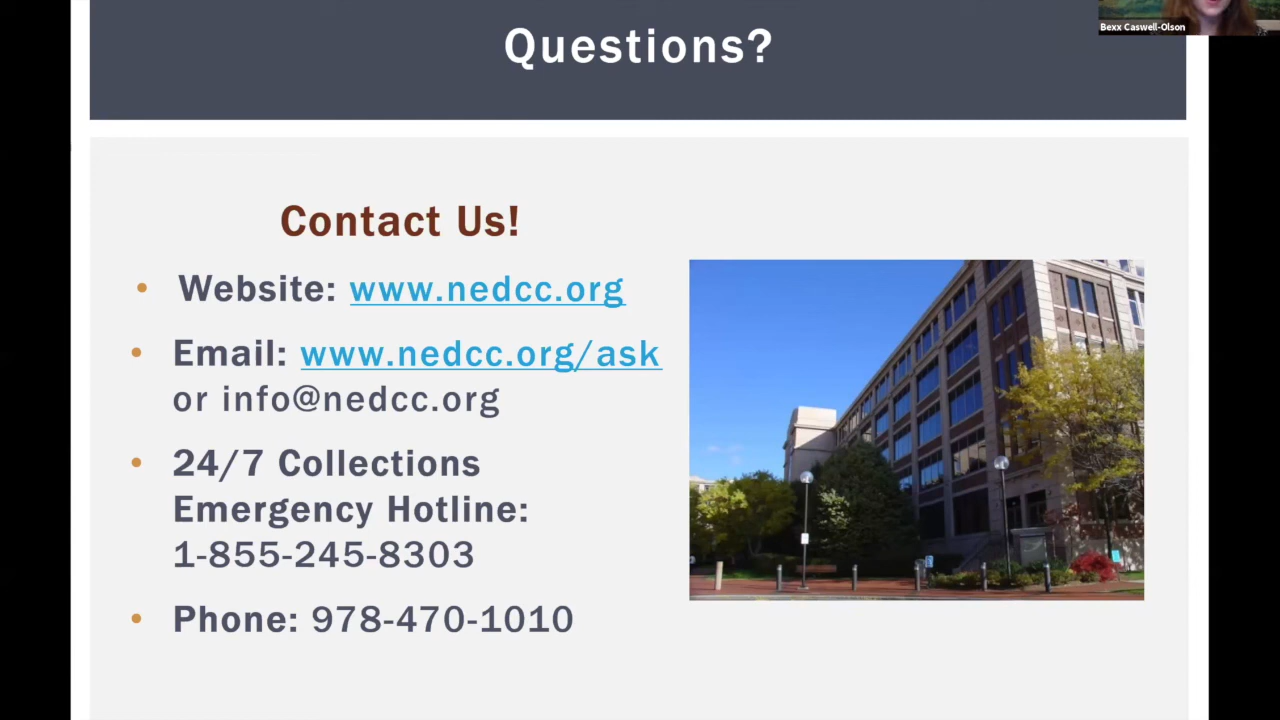 Questions?
Bexx Caswell-Olson
Contact Us!
• Website: www.nedcc.org
• Email: www.nedcc.org/ask
or info@nedcc.org
• 24/7 Collections
Emergency Hotline:
1-855-245-8303
• Phone: 978-470-1010